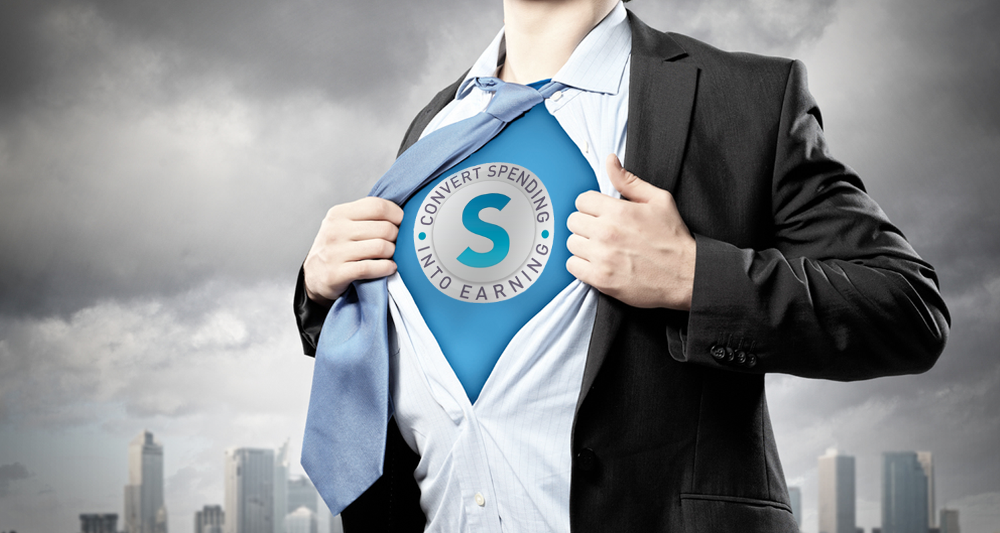 CONVERT SPENDING
S
INTO EARNING